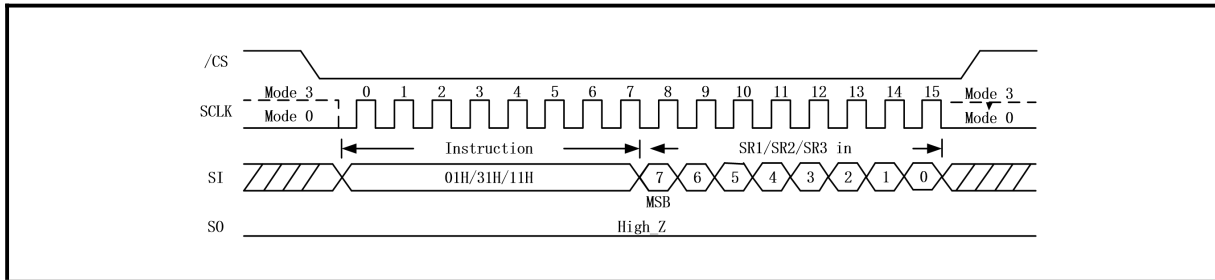 /CS
Mode 3 0 1 2 3 4 5 6 7 8 9 10 11 12 13 14 15 Mode 3
SCLK Mode 0 Mode 0
Instruction SR1/SR2/SR3 in
SI 01H/31H/11H 7 6 5 4 3 2 1 0
MSB
SO High_Z